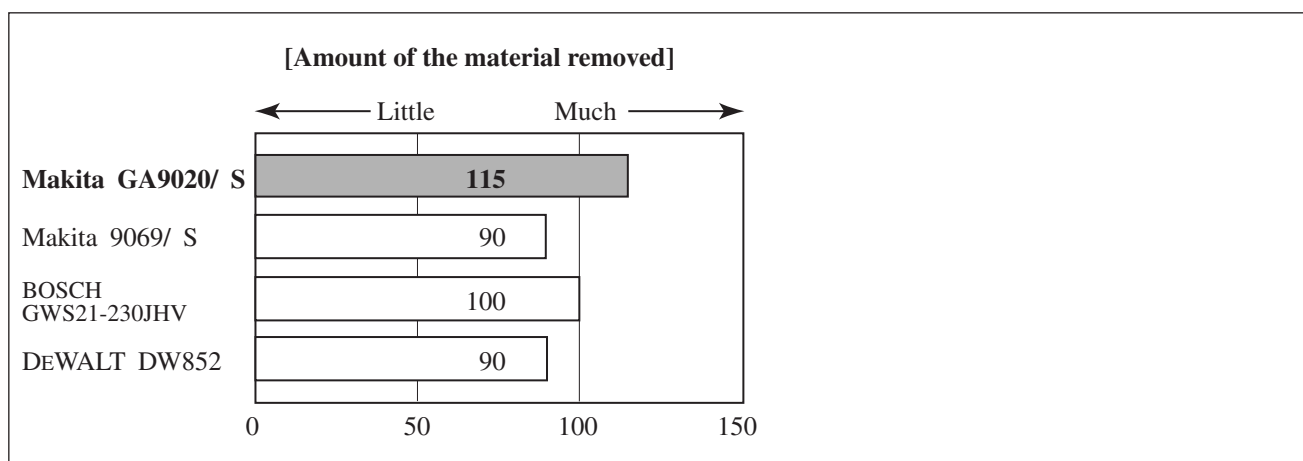 [Amount of the material removed]
Little Much
Makita GA9020/ S 115
Makita 9069/ S 90
BOSCH
GWS21-230JHV 100
DEWALT DW852 90
0 50 100 150